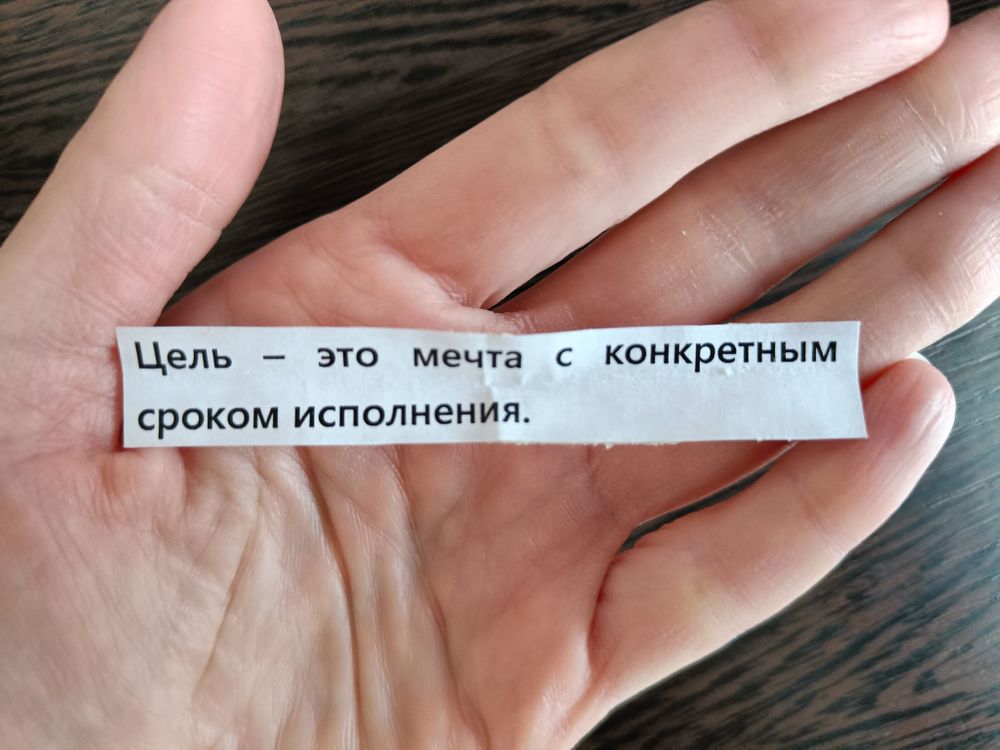 Цель – это мечта с конкретным
сроком исполнения.